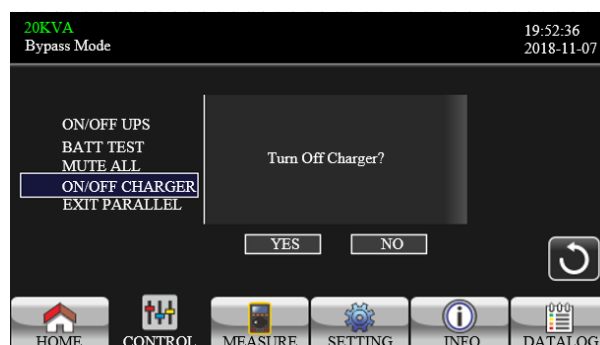 20KVA
Bypass Mode
19:52:36
2018-11-07
ON/OFF UPS
BATT TEST
MUTE ALL
ON/OFF CHARGER
EXIT PARALLEL
Turn Off Charger?
YES NO
HOME CONTROL MEASURE SETTING INFO DATALOG